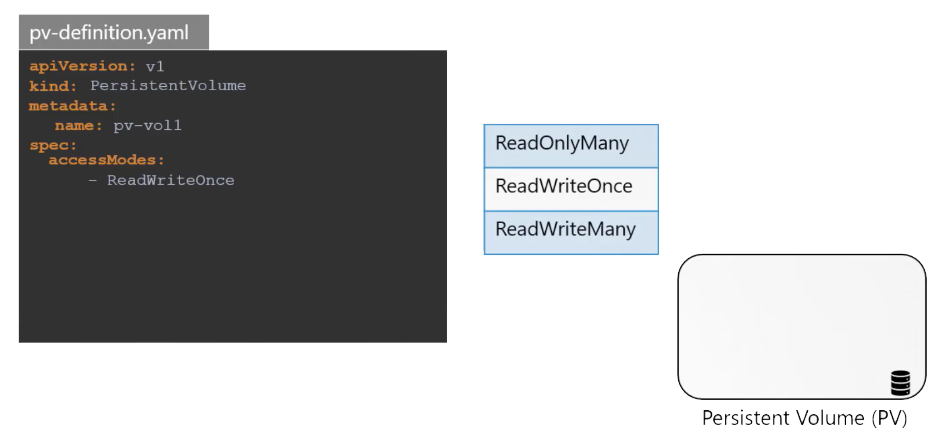 pv-definition.yaml
apiVersion: v1
kind: PersistentVolume
metadata:
name: pv-vol1
spec:
accessModes:
- ReadWriteOnce
ReadOnlyMany
ReadWriteOnce
ReadWriteMany
Persistent Volume (PV)